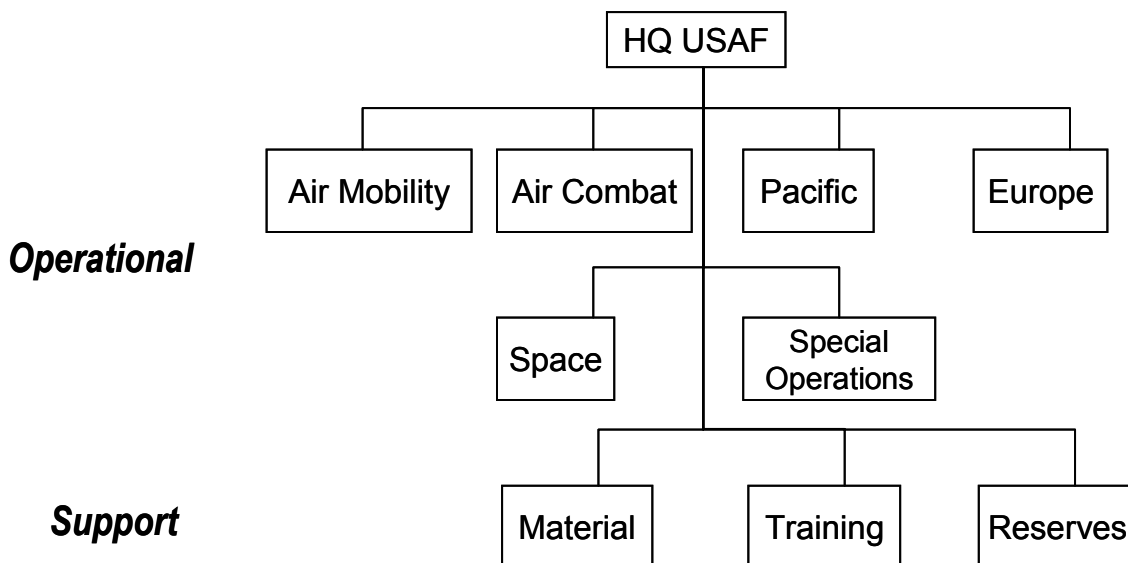 HQ USAF
Air Mobility
Air Combat
Pacific
Europe
Operational
Space
Special
Operations
Support
Material
Training
Reserves